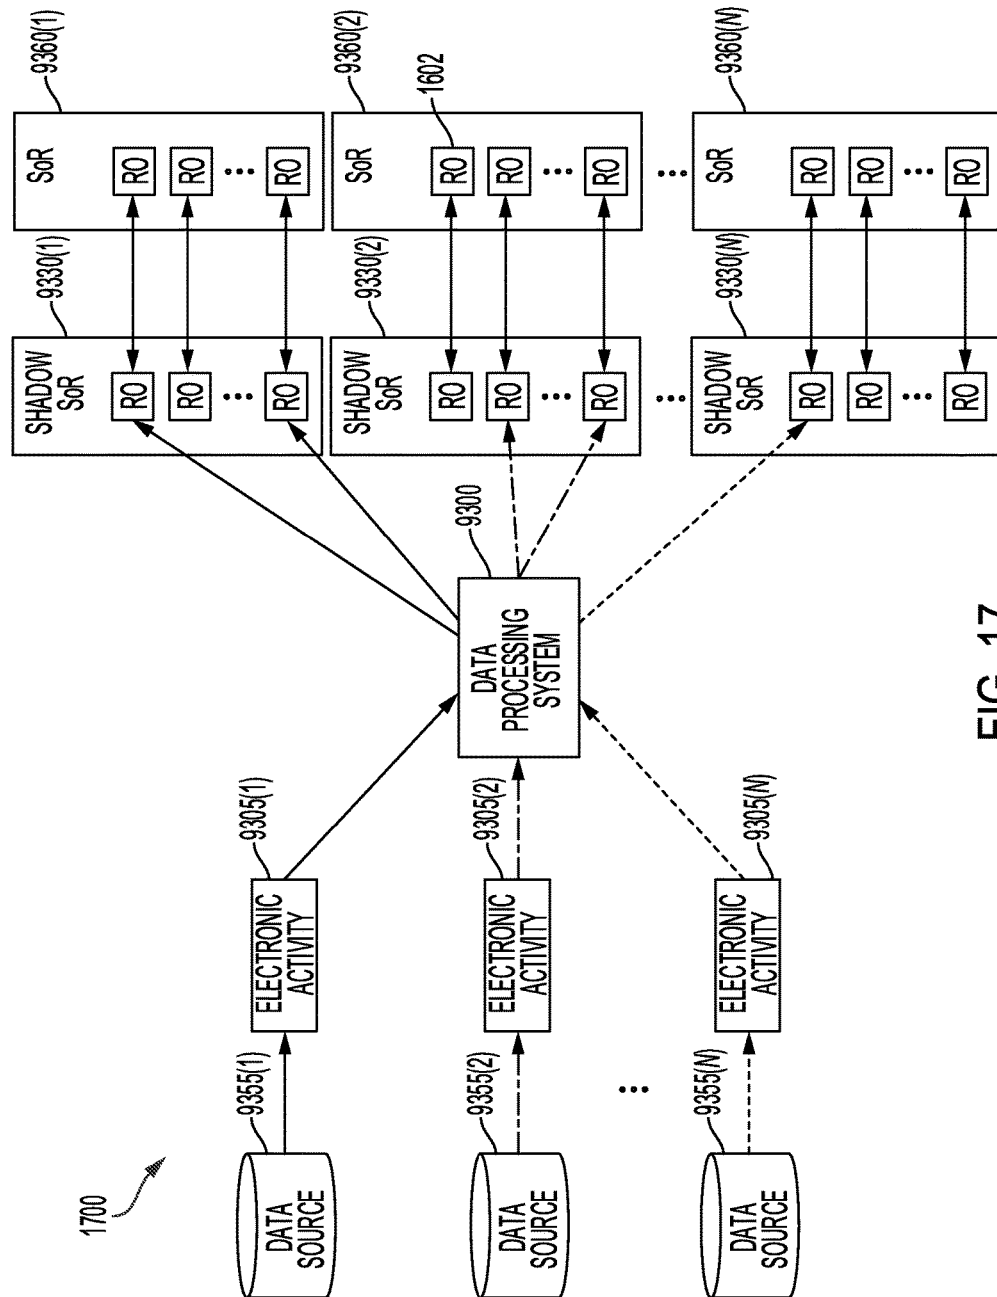 1700
DATA
SOURCE
9355(1)
ELECTRONIC
ACTIVITY
9305(1)
DATA
SOURCE
9355(2)
ELECTRONIC
ACTIVITY
9305(2)
DATA
SOURCE
9355(N)
ELECTRONIC
ACTIVITY
9305(N)
DATA
PROCESSING
SYSTEM
9300
SHADOW
SoR
9330(1)
RO
RO
RO
SoR
9360(1)
RO
RO
RO
SHADOW
SoR
9330(2)
RO
RO
RO
SoR
9360(2)
RO
1602
RO
RO
SHADOW
SoR
9330(N)
RO
RO
RO
SoR
9360(N)
RO
RO
RO
FIG. 17